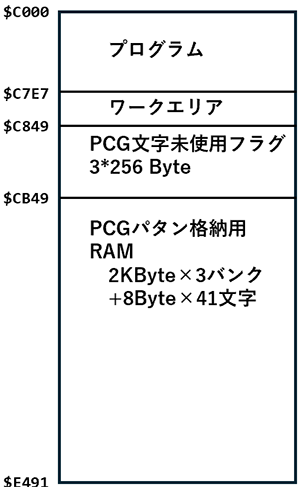 $C000
プログラム
$C7E7
ワークエリア
$C849
PCG文字未使用フラグ
3*256 Byte
$CB49
PCGパタン格納用
RAM
2KByte×3バンク
+8Byte×41文字
$E491